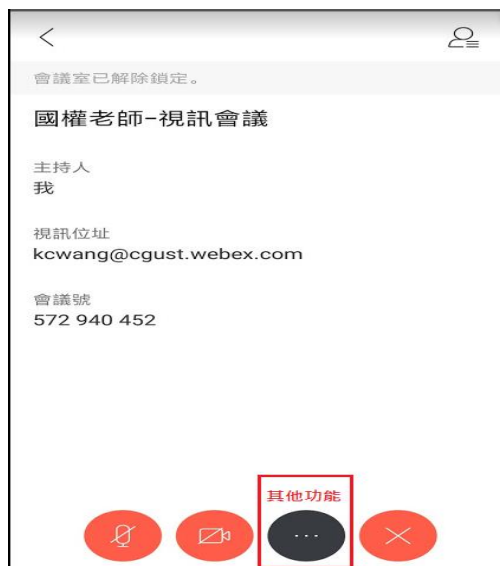 會議室已解除鎖定。
國權老師-視訊會議
主持人
我
視訊位址
kcwang@cgust.webex.com
會議號
572 940 452
其他功能